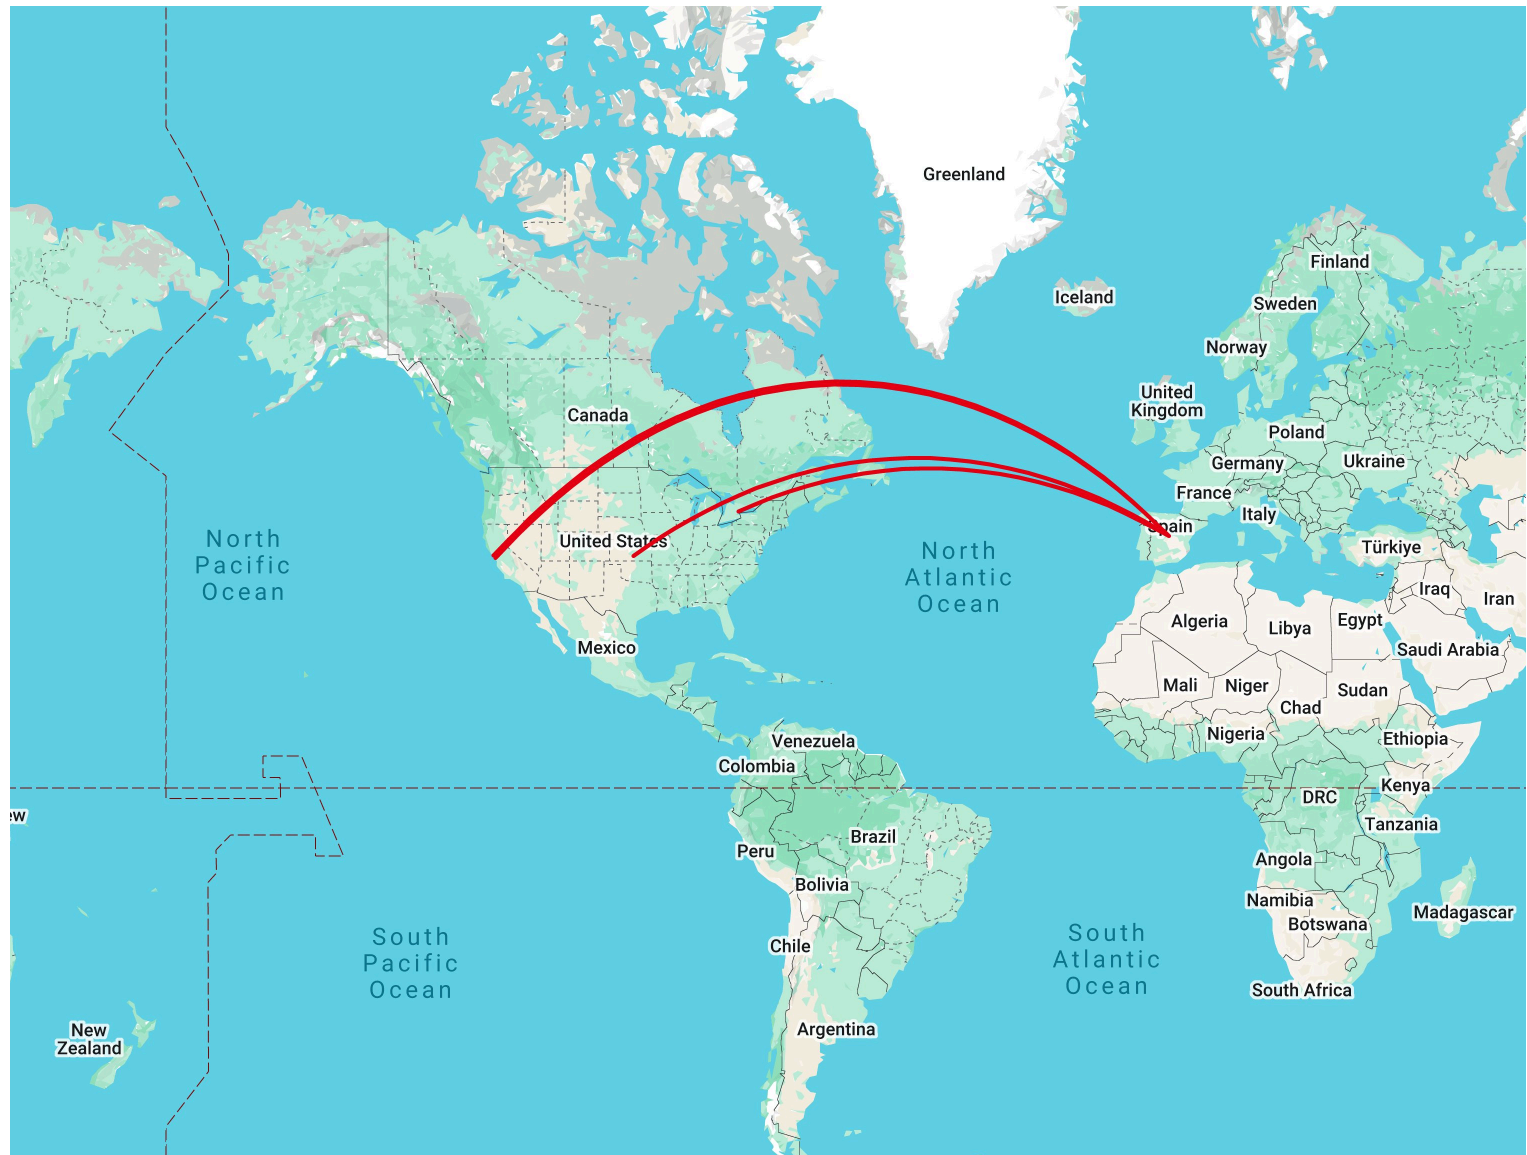 Greenland
Finland
Iceland
Sweden
Norway
United
Kingdom
Canada
Poland
Germany
Ukraine
France
Italy
Spain
North
Pacific
Ocean
United States
North
Atlantic
Ocean
Türkiye
Iraq
Iran
Algeria
Libya
Egypt
Saudi Arabia
Mexico
Mali
Niger
Sudan
Chad
Nigeria
Ethiopia
Venezuela
Colombia
Kenya
DRC
ew
Tanzania
Brazil
Peru
Angola
Bolivia
Namibia
Madagascar
Botswana
South
Pacific
Ocean
Chile
South
Atlantic
Ocean
South Africa
New
Zealand
Argentina